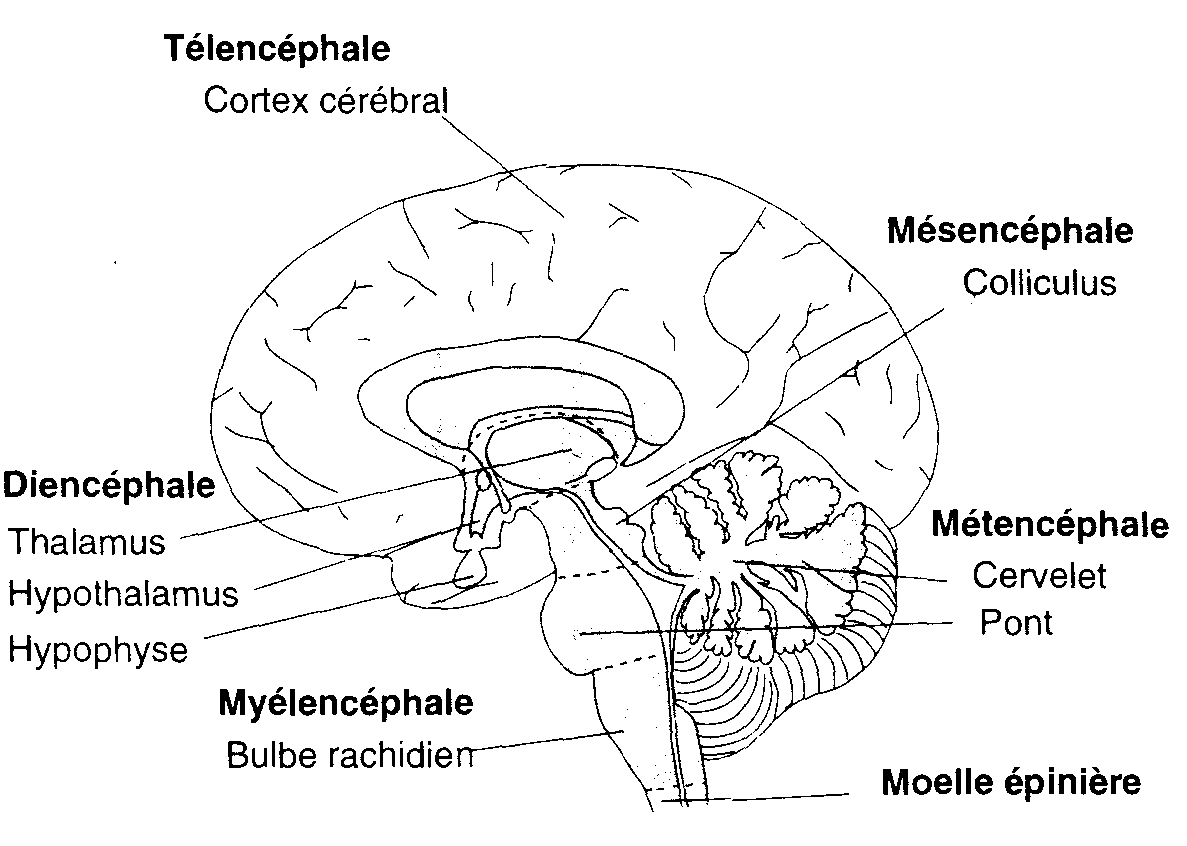 Télencéphale
Cortex cérébral
Mésencéphale
Colliculus
Diencéphale
Thalamus
Hypothalamus
Hypophyse
Métencéphale
Cervelet
Pont
Myélencéphale
Bulbe rachidien
Moelle épinière